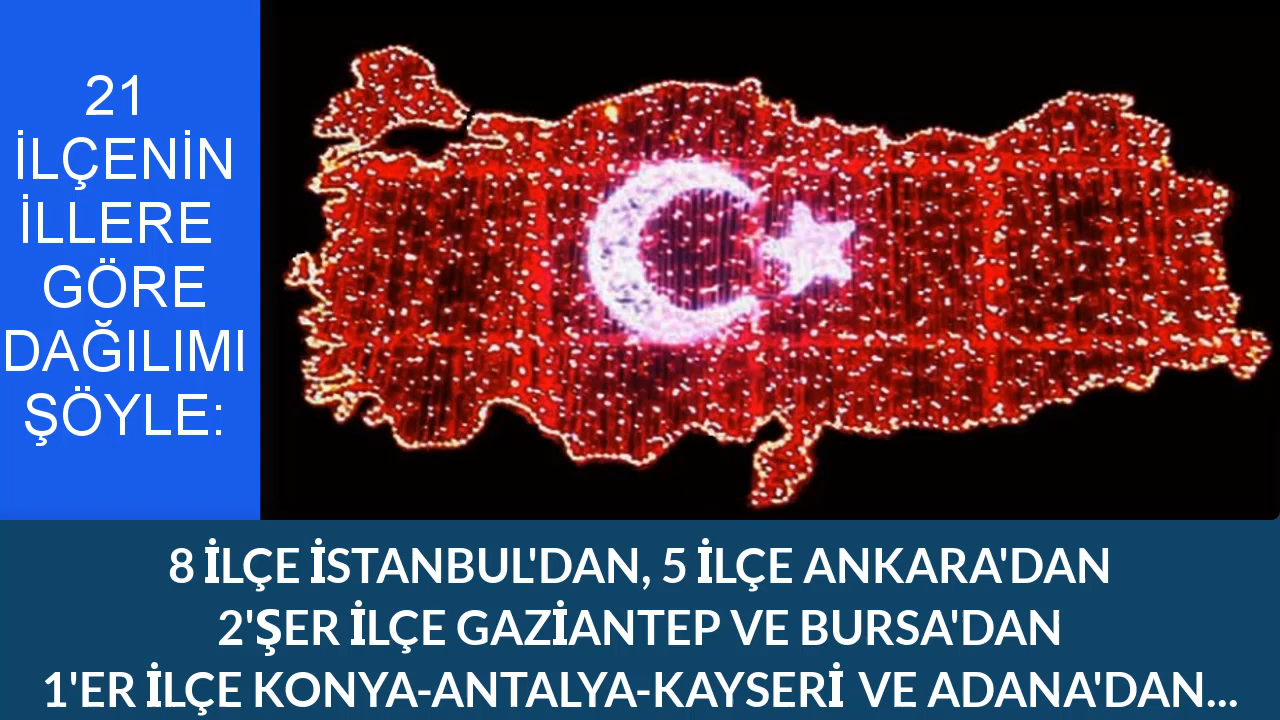 21
İLÇENİN
İLLERE
GÖRE
DAĞILIMI
ŞÖYLE:
8 İLÇE İSTANBUL'DAN, 5 İLÇE ANKARA'DAN
2'ŞER İLÇE GAZİANTEP VE BURSA'DAN
1'ER İLÇE KONYA-ANTALYA-KAYSERİ VE ADANA'DAN...